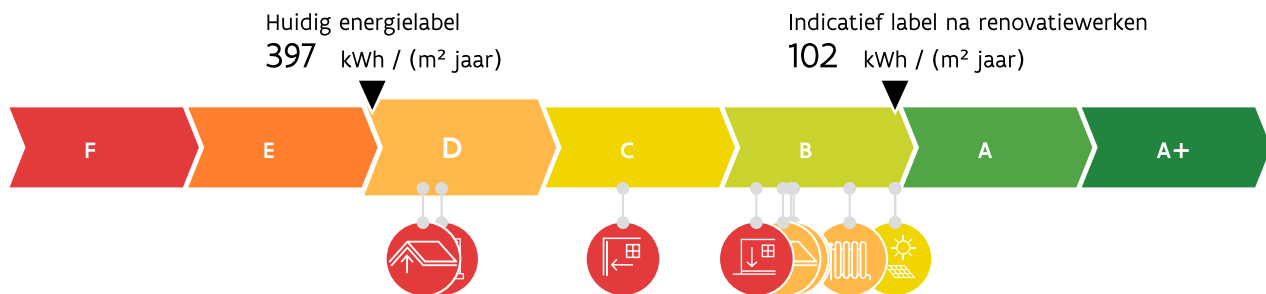 Huidig energielabel
397 kWh / (m² jaar)
Indicatief label na renovatiewerken
102 kWh / (m² jaar)
F E D C B A A+